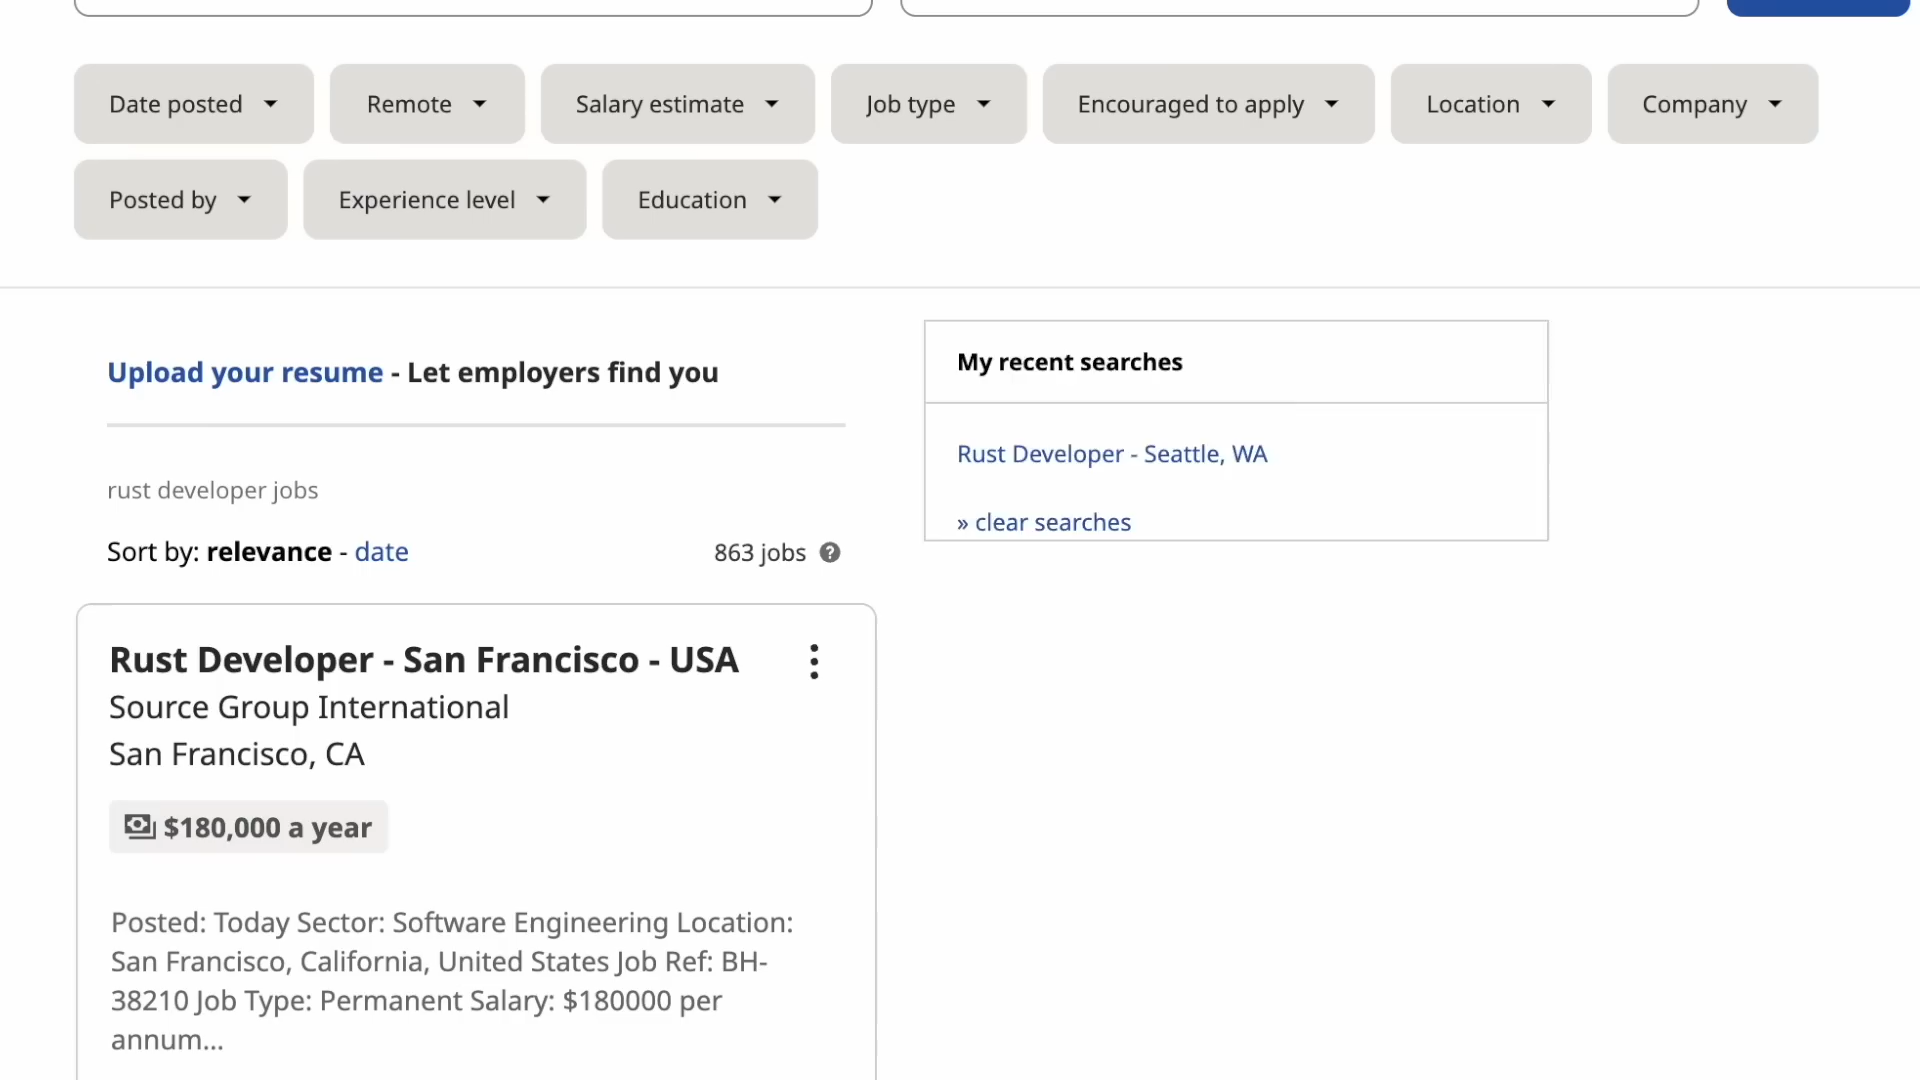 Date posted
Remote
Salary estimate
Job type
Encouraged to apply
Location
Company
Posted by
Experience level
Education
Upload your resume - Let employers find you
rust developer jobs
Sort by: relevance - date
863 jobs
Rust Developer - San Francisco - USA
Source Group International
San Francisco, CA
$180,000 a year
Posted: Today Sector: Software Engineering Location:
San Francisco, California, United States Job Ref: BH-
38210 Job Type: Permanent Salary: $180000 per
annum...
My recent searches
Rust Developer - Seattle, WA
» clear searches